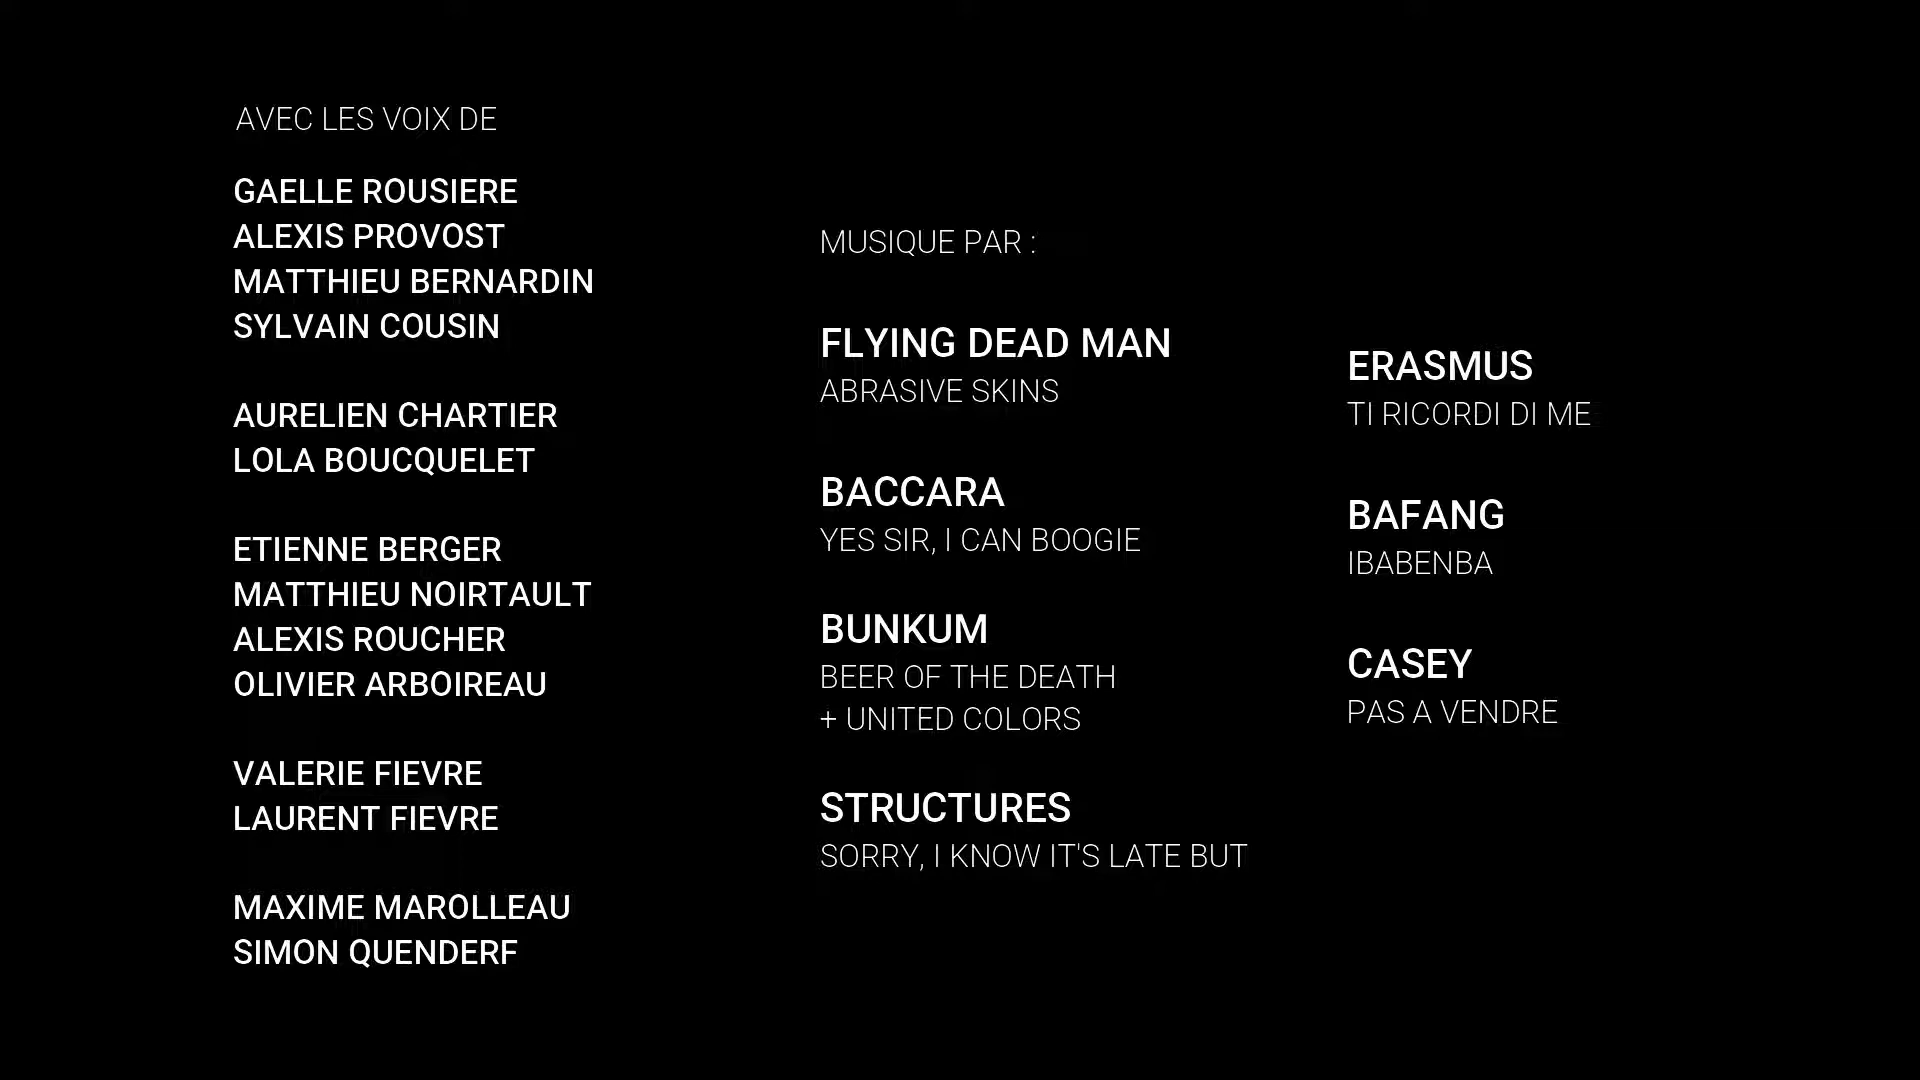 AVEC LES VOIX DE
GAELLE ROUSIERE
ALEXIS PROVOST
MATTHIEU BERNARDIN
SYLVAIN COUSIN
AURELIEN CHARTIER
LOLA BOUCQUELET
ETIENNE BERGER
MATTHIEU NOIRTAULT
ALEXIS ROUCHER
OLIVIER ARBOIREAU
VALERIE FIEVRE
LAURENT FIEVRE
MAXIME MAROLLEAU
SIMON QUENDERF
MUSIQUE PAR :
FLYING DEAD MAN
ABRASIVE SKINS
BACCARA
YES SIR, I CAN BOOGIE
BUNKUM
BEER OF THE DEATH
+ UNITED COLORS
STRUCTURES
SORRY, I KNOW IT'S LATE BUT
ERASMUS
TI RICORDI DI ME
BAFANG
IBABENBA
CASEY
PAS A VENDRE